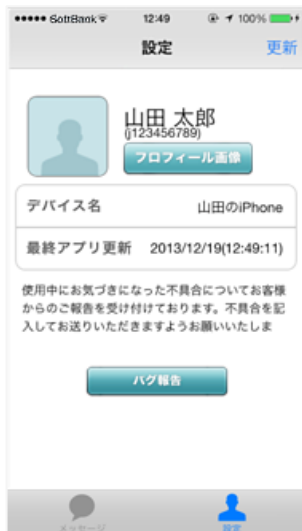 SoftBank 12:49 100%
設定 更新
山田 太郎
(j123456789)
プロフィール画像
デバイス名 山田のiPhone
最終アプリ更新 2013/12/19(12:49:11)
使用中にお気づきになった不具合についてお客様
からのご報告を受け付けております。不具合を記
入してお送りいただきますようお願いいたしま
バグ報告
メッセージ 設定